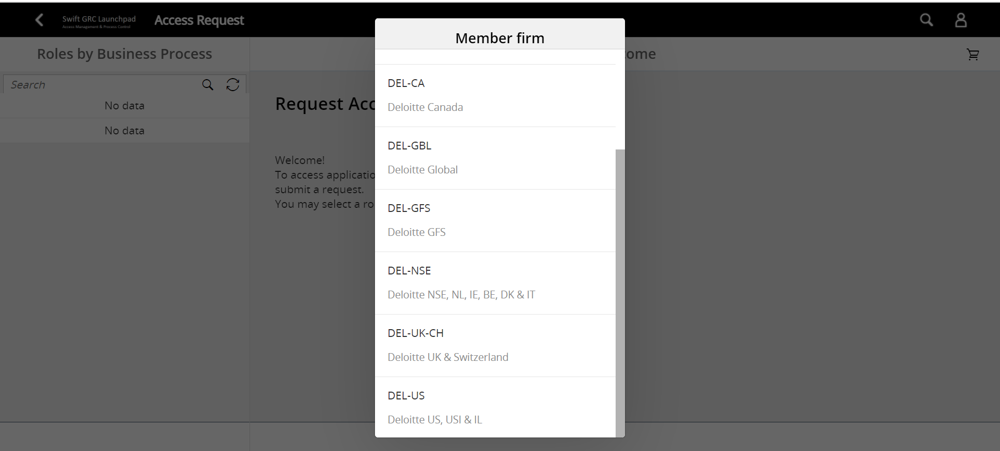 Swift GRC Launchpad
Access Management & Process Control
Access Request
Member firm
Roles by Business Process
ome
Search
No data
No data
Request Acc
Welcome!
To access applicatio
submit a request.
You may select a ro
DEL-CA
Deloitte Canada
DEL-GBL
Deloitte Global
DEL-GFS
Deloitte GFS
DEL-NSE
Deloitte NSE, NL, IE, BE, DK & IT
DEL-UK-CH
Deloitte UK & Switzerland
DEL-US
Deloitte US, USI & IL